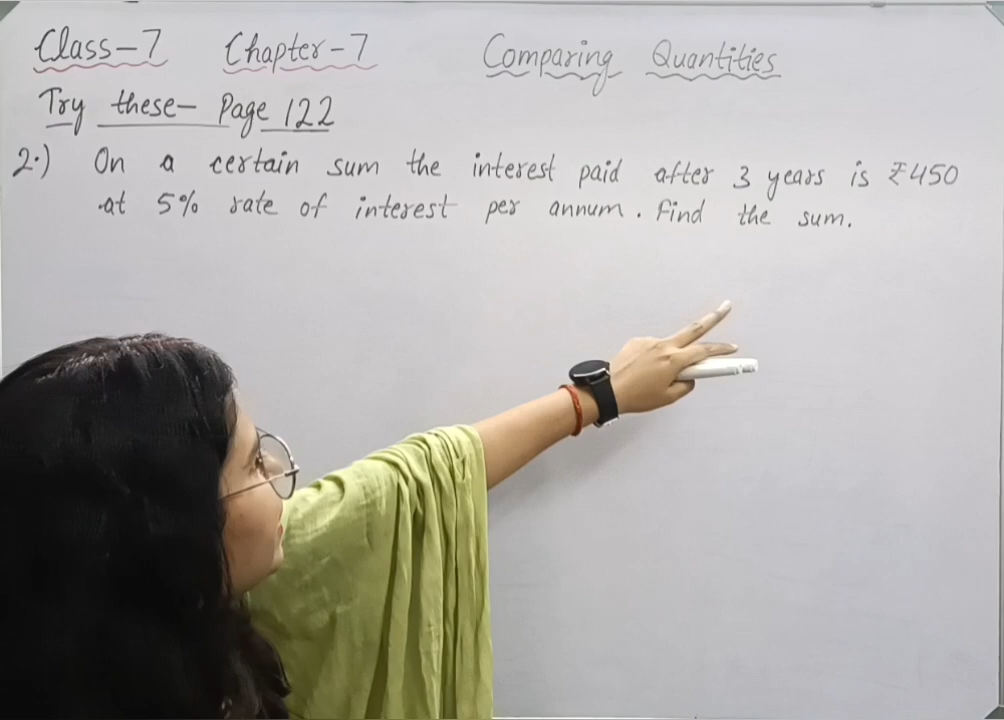 Class-7 Chapter-7 Comparing Quantities
Try these- Page 122
2.) On a certain sum the interest paid after 3 years is ₹450
at 5% rate of interest per annum. Find the sum.